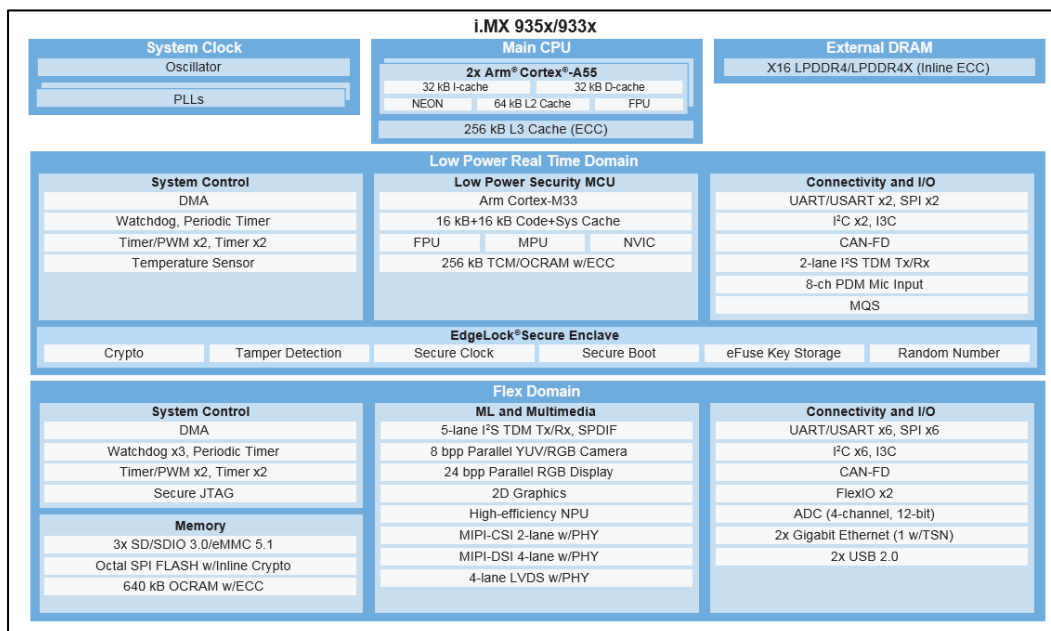 i.MX 935x/933x
System Clock
Oscillator
PLLs
Main CPU
2x Arm® Cortex®-A55
32 kB I-cache
32 kB D-cache
NEON
64 kB L2 Cache
FPU
256 kB L3 Cache (ECC)
External DRAM
X16 LPDDR4/LPDDR4X (Inline ECC)
Low Power Real Time Domain
System Control
DMA
Watchdog, Periodic Timer
Timer/PWM x2, Timer x2
Temperature Sensor
Low Power Security MCU
Arm Cortex-M33
16 kB+16 kB Code+Sys Cache
FPU
MPU
NVIC
256 kB TCM/OCRAM w/ECC
Connectivity and I/O
UART/USART x2, SPI x2
I²C x2, I3C
CAN-FD
2-lane I²S TDM Tx/Rx
8-ch PDM Mic Input
MQS
EdgeLock®Secure Enclave
Crypto
Tamper Detection
Secure Clock
Secure Boot
eFuse Key Storage
Random Number
Flex Domain
System Control
DMA
Watchdog x3, Periodic Timer
Timer/PWM x2, Timer x2
Secure JTAG
Memory
3x SD/SDIO 3.0/eMMC 5.1
Octal SPI FLASH w/Inline Crypto
640 kB OCRAM w/ECC
ML and Multimedia
5-lane I²S TDM Tx/Rx, SPDIF
8 bpp Parallel YUV/RGB Camera
24 bpp Parallel RGB Display
2D Graphics
High-efficiency NPU
MIPI-CSI 2-lane w/PHY
MIPI-DSI 4-lane w/PHY
4-lane LVDS w/PHY
Connectivity and I/O
UART/USART x6, SPI x6
I²C x6, I3C
CAN-FD
FlexIO x2
ADC (4-channel, 12-bit)
2x Gigabit Ethernet (1 w/TSN)
2x USB 2.0